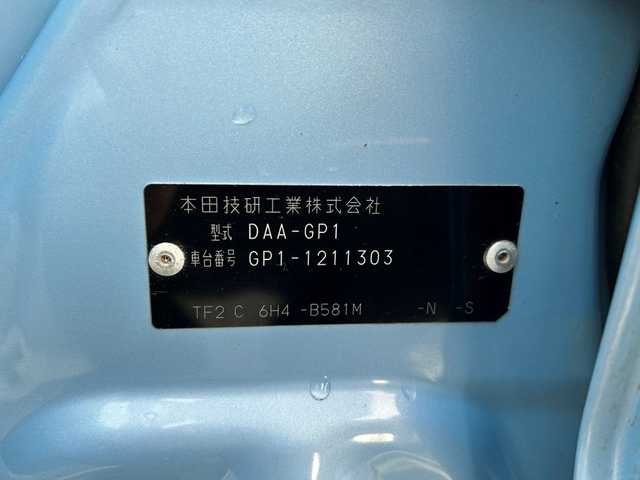 本田技研工業株式会社
型式 DAA-GP1
車台番号 GP1-1211303
TF2 C 6H4 -B581M -N -S